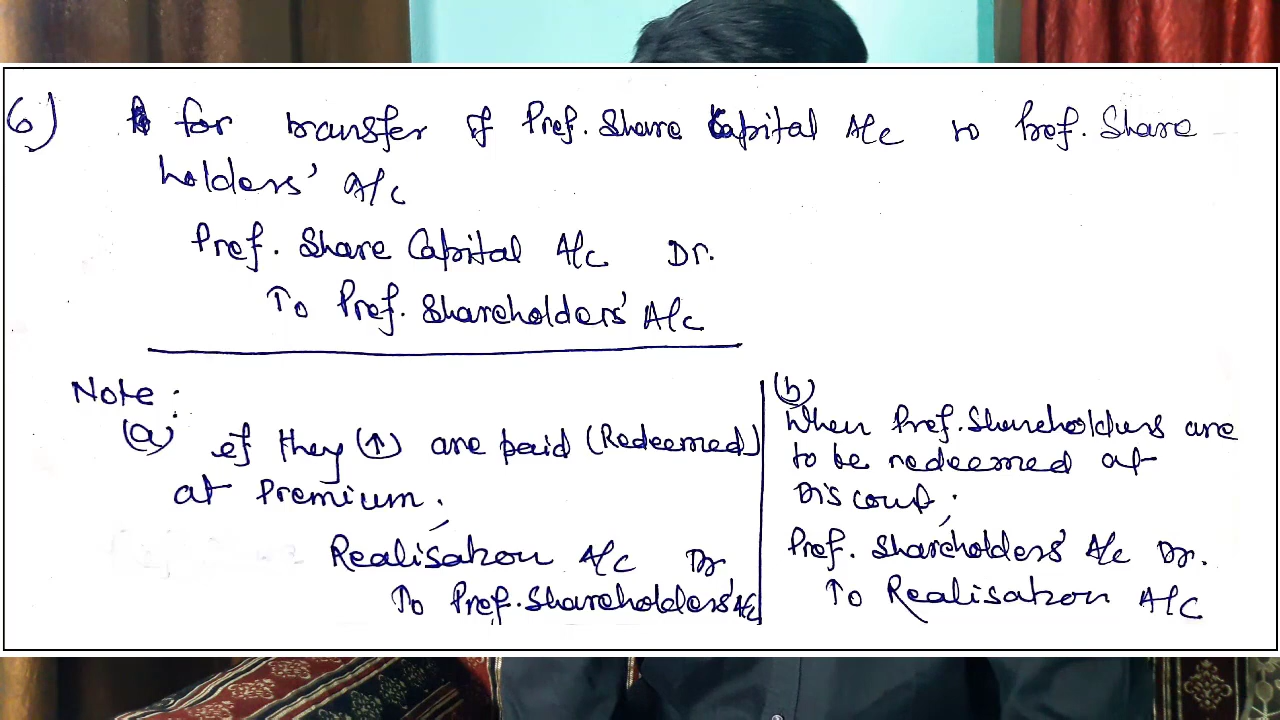 6) for transfer of Pref. Share Capital A/c to Pref. Share
holders' A/c
Pref. Share Capital A/c Dr.
To Pref. Shareholders' A/c
Note :
(a) If they (↑) are paid (Redeemed)
at Premium.
Realisation A/c Dr
To Pref. Shareholders' A/c
(b)
When Pref. Shareholders are
to be redeemed at
Discount;
Pref. Shareholders' A/c Dr.
To Realisation A/c